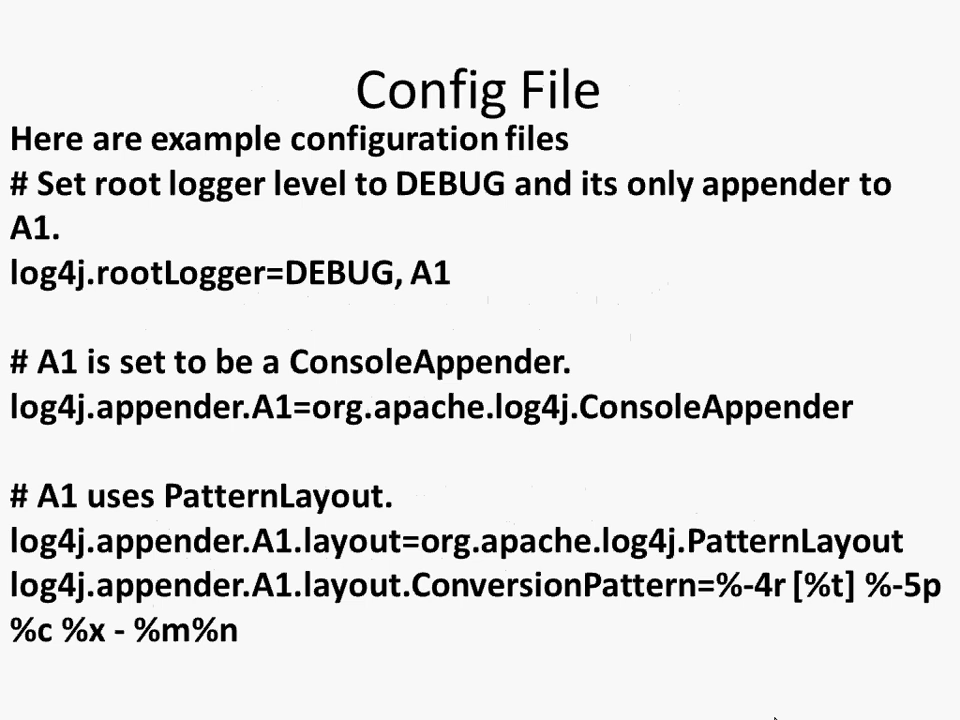 Config File
Here are example configuration files
# Set root logger level to DEBUG and its only appender to
A1.
log4j.rootLogger=DEBUG, A1
# A1 is set to be a ConsoleAppender.
log4j.appender.A1=org.apache.log4j.ConsoleAppender
# A1 uses PatternLayout.
log4j.appender.A1.layout=org.apache.log4j.PatternLayout
log4j.appender.A1.layout.ConversionPattern=%-4r [%t] %-5p
%c %x - %m%n